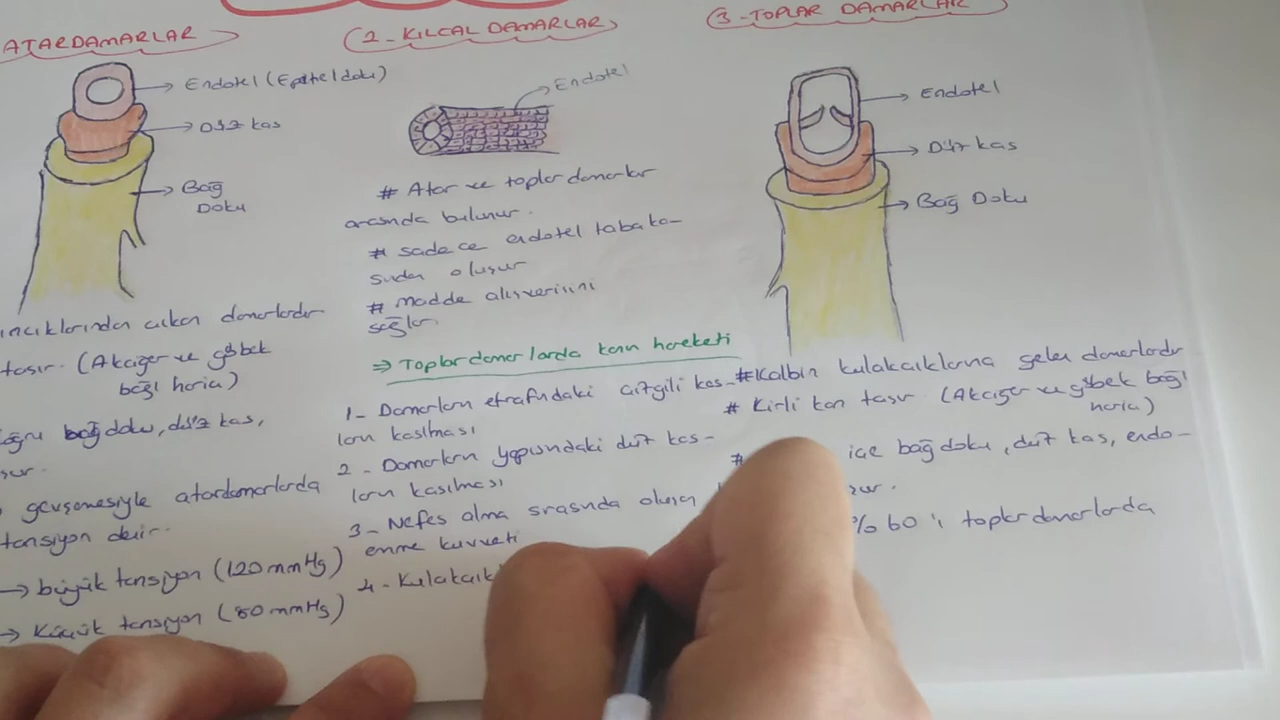 ATARDAMARLAR
Endotel (Epitel doku)
Düz kas
Bağ
Doku
ıncıklarından çıkan damarlardır
taşır. (Akciğer ve göbek
bağı hariç)
bağ doku, düz kas,
gevşemesiyle atardamarlarda
tansiyon denir.
→ büyük tansiyon (120 mmHg)
→ Küçük tansiyon (80 mmHg)
2 - KILCAL DAMARLAR
Endotel
# Atar ve toplar damarlar
arasında bulunur.
# sadece endotel tabaka-
sından oluşur
# madde alışverişini
sağlar
⇒ Toplardamarlarda kanın hareketi
1- Damarların etrafındaki çizgili kas-
ların kasılması
2 - Damarların yapısındaki düz kas-
ların kasılması
3 - Nefes alma sırasında oluşan
emme kuvveti
4 - Kulakçık
3 - TOPLAR DAMARLAR
Endotel
Düz kas
Bağ Doku
# Kalbin kulakçıklarına gelen damarlardır
# Kirli kan taşır (Akciğer ve göbek bağı
hariç)
# içe bağ doku, düz kas, endo-
% 60'ı toplardamarlarda